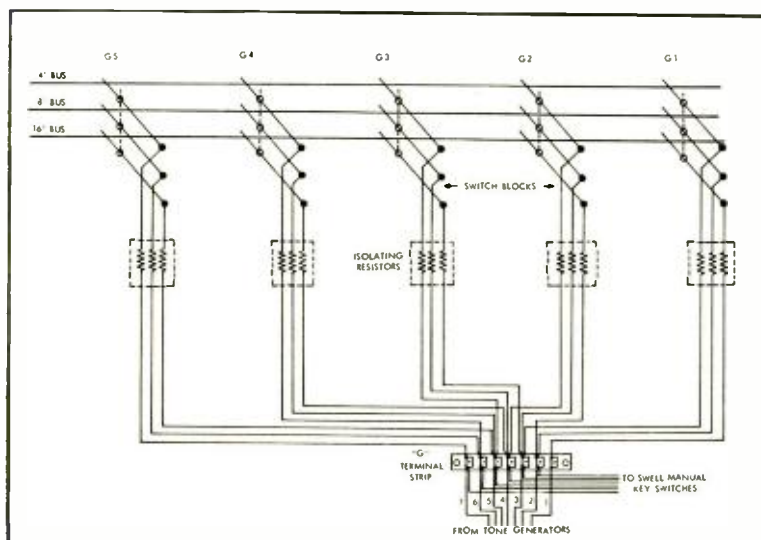 G5 G4 G3 G2 G1
4' BUS
8' BUS
16' BUS
SWITCH BLOCKS
ISOLATING
RESISTORS
"G"
TERMINAL
STRIP
TO SWELL MANUAL
KEY SWITCHES
7 6 5 4 3 2 1
FROM TONE GENERATORS